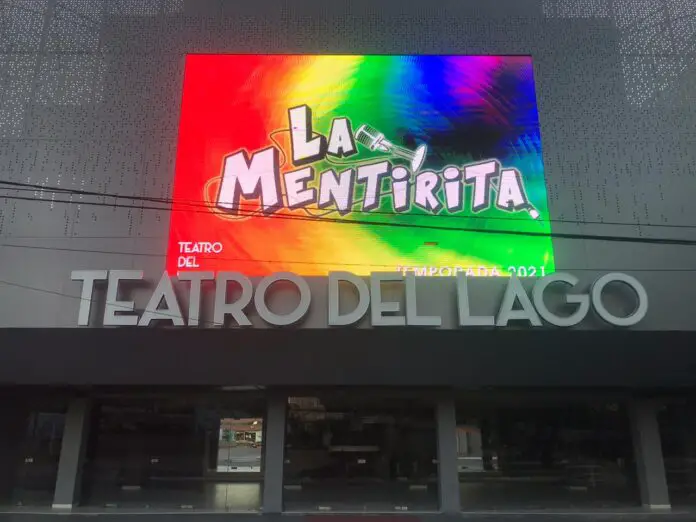 LA
MENTIRITA
TEATRO
DEL
TEMPORADA 2021
TEATRO DEL LAGO